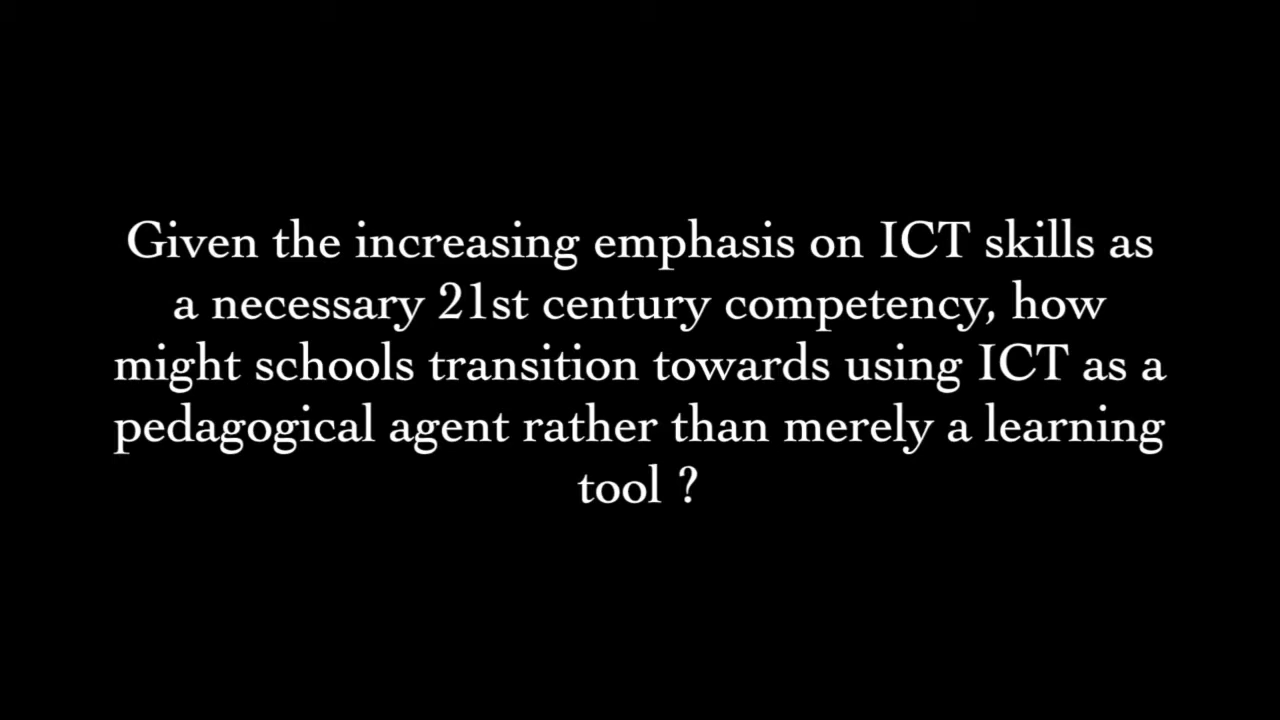 Given the increasing emphasis on ICT skills as
a necessary 21st century competency, how
might schools transition towards using ICT as a
pedagogical agent rather than merely a learning
tool ?